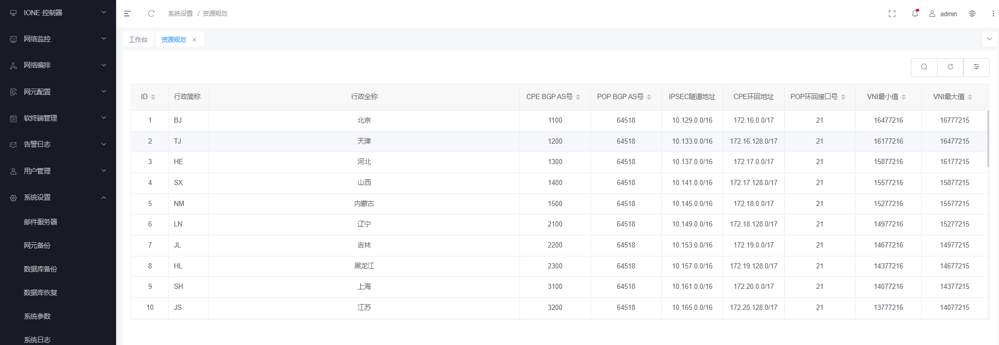 IONE·控制器
网络监控
网络编排
网元配置
软终端管理
告警日志
用户管理
系统设置
邮件服务器
网元备份
数据库备份
数据库恢复
系统参数
系统日志
系统设置 / 资源规划
admin
工作台 资源规划
ID 行政简称 行政全称 CPE BGP AS号 POP BGP AS号 IPSEC隧道地址 CPE环回地址 POP环回接口号 VNI最小值 VNI最大值
1 BJ 北京 1100 64518 10.129.0.0/16 172.16.0.0/17 21 16477216 16777215
2 TJ 天津 1200 64518 10.133.0.0/16 172.16.128.0/17 21 16177216 16477215
3 HE 河北 1300 64518 10.137.0.0/16 172.17.0.0/17 21 15877216 16177215
4 SX 山西 1400 64518 10.141.0.0/16 172.17.128.0/17 21 15577216 15877215
5 NM 内蒙古 1500 64518 10.145.0.0/16 172.18.0.0/17 21 15277216 15577215
6 LN 辽宁 2100 64518 10.149.0.0/16 172.18.128.0/17 21 14977216 15277215
7 JL 吉林 2200 64518 10.153.0.0/16 172.19.0.0/17 21 14677216 14977215
8 HL 黑龙江 2300 64518 10.157.0.0/16 172.19.128.0/17 21 14377216 14677215
9 SH 上海 3100 64518 10.161.0.0/16 172.20.0.0/17 21 14077216 14377215
10 JS 江苏 3200 64518 10.165.0.0/16 172.20.128.0/17 21 13777216 14077215